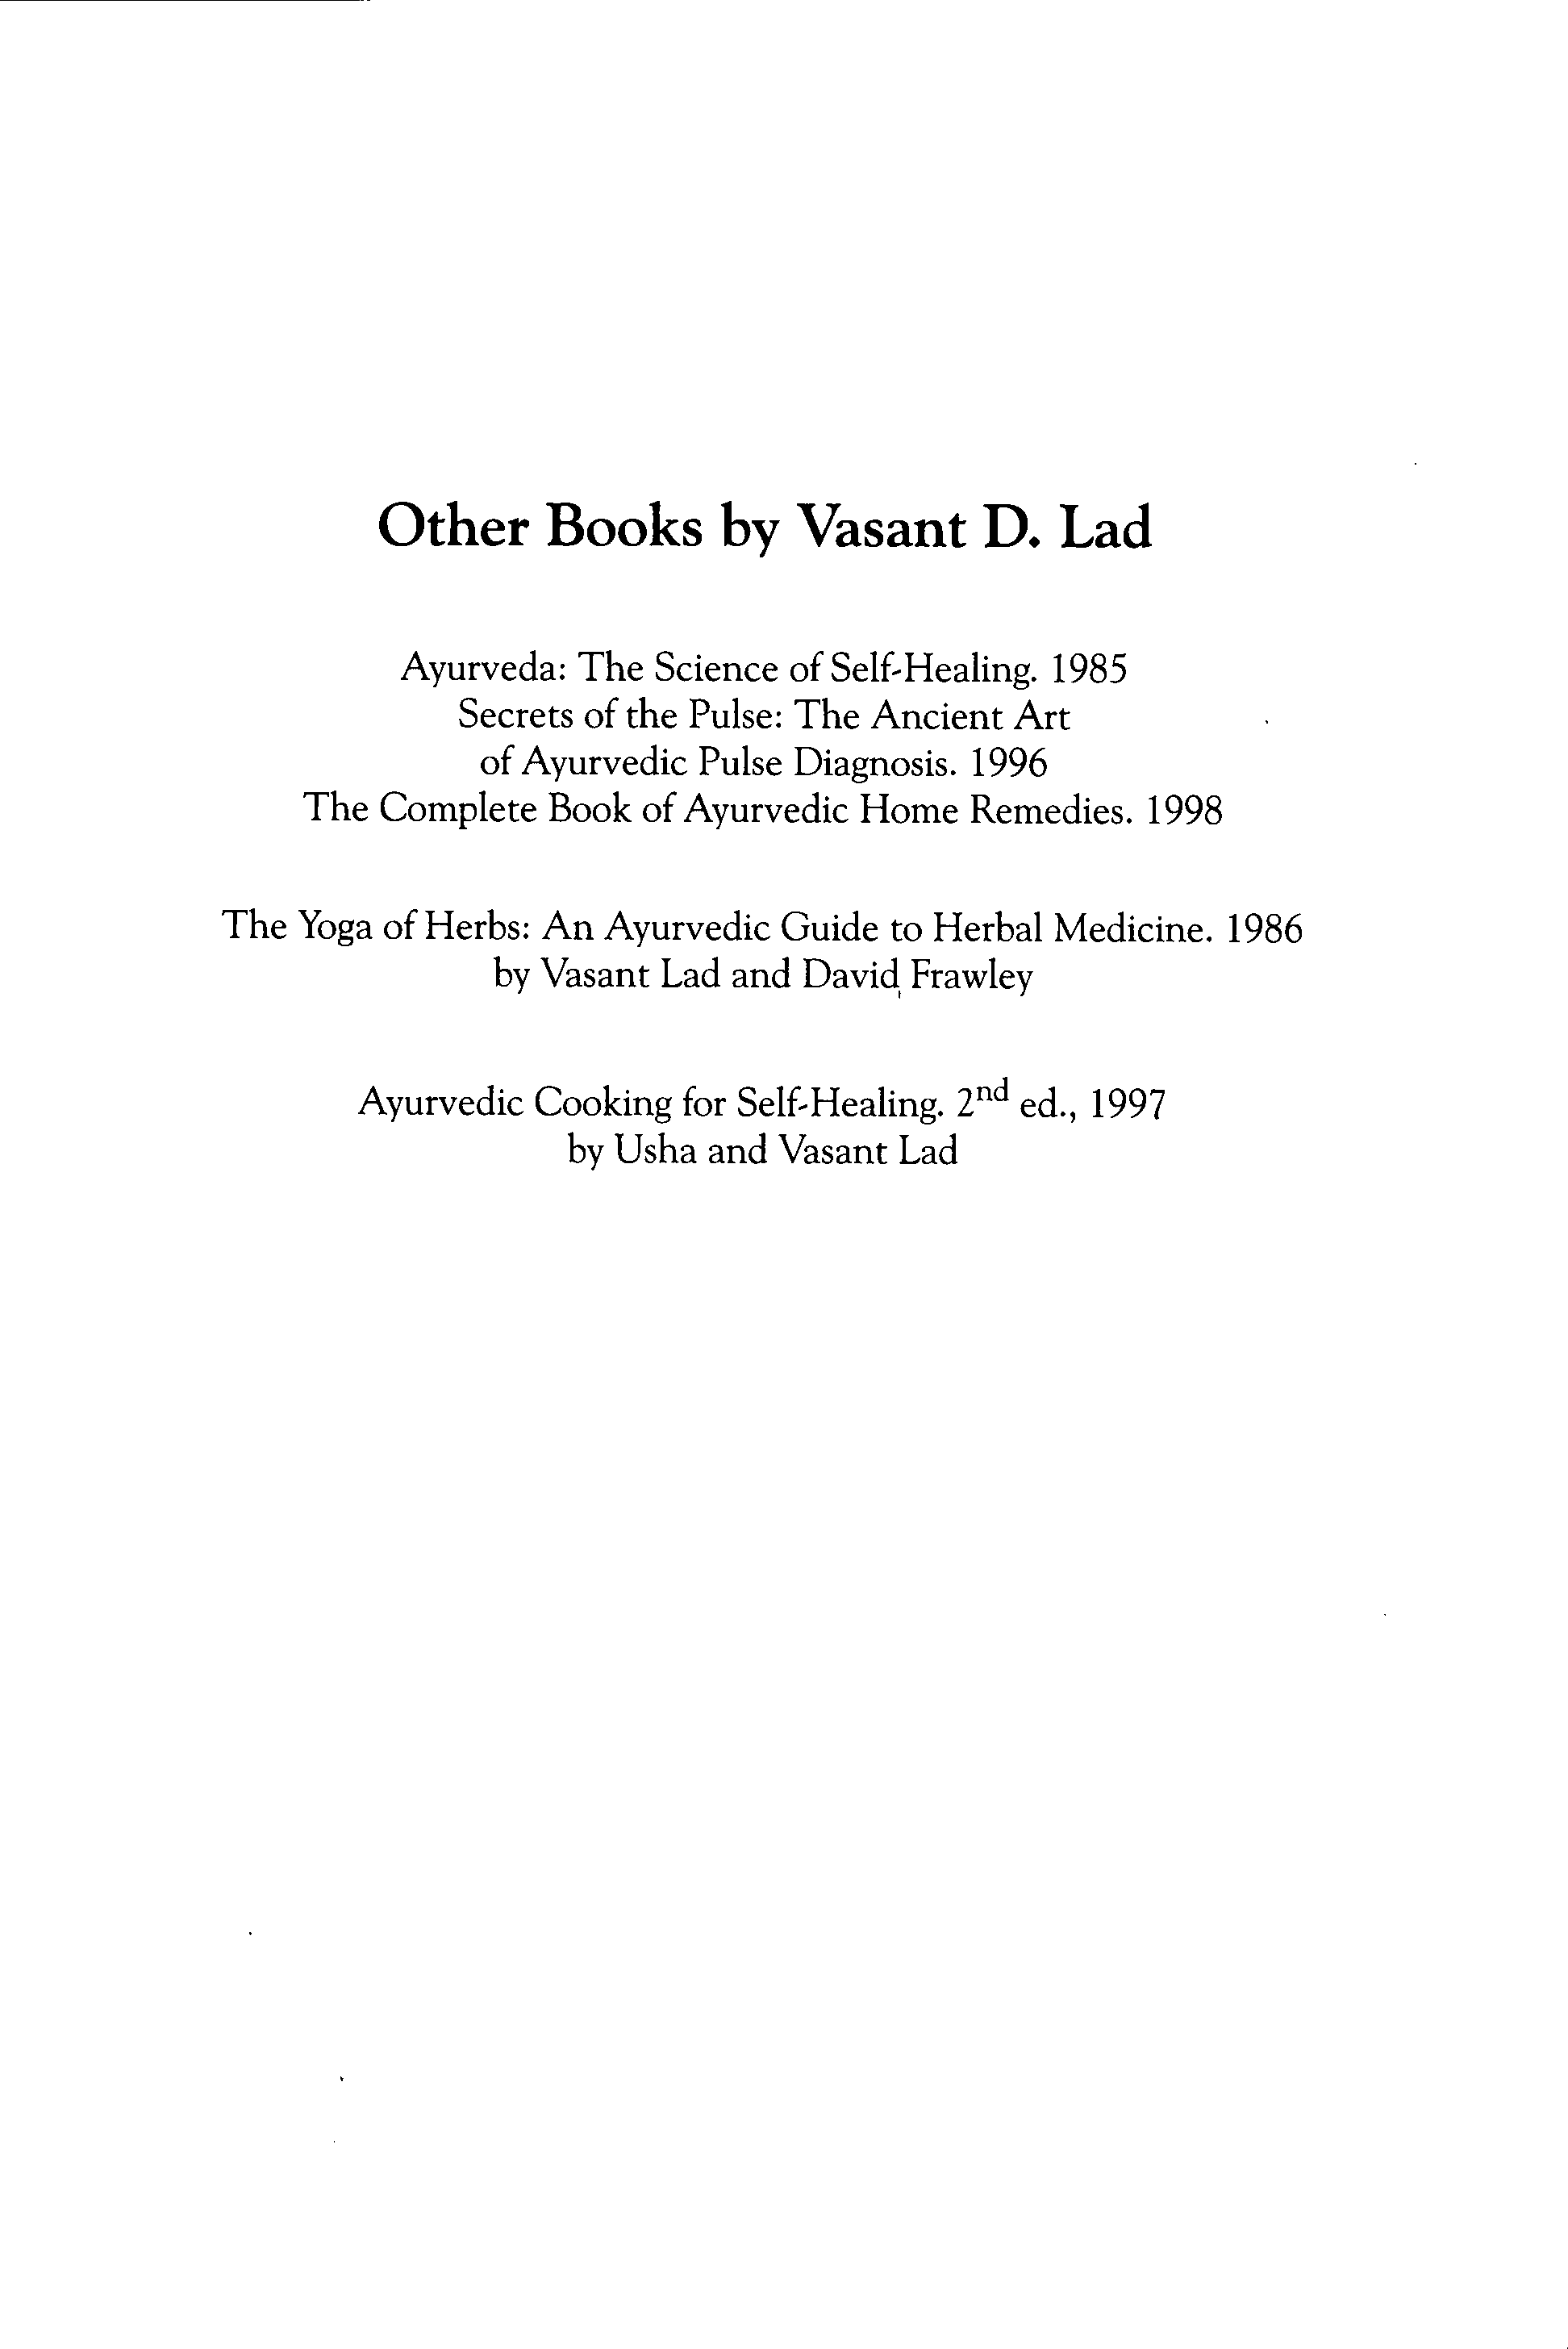 Other Books by Vasant D. Lad
Ayurveda: The Science of Self-Healing. 1985
Secrets of the Pulse: The Ancient Art
of Ayurvedic Pulse Diagnosis. 1996
The Complete Book of Ayurvedic Home Remedies. 1998
The Yoga of Herbs: An Ayurvedic Guide to Herbal Medicine. 1986
by Vasant Lad and David Frawley
Ayurvedic Cooking for Self-Healing. 2nd ed., 1997
by Usha and Vasant Lad